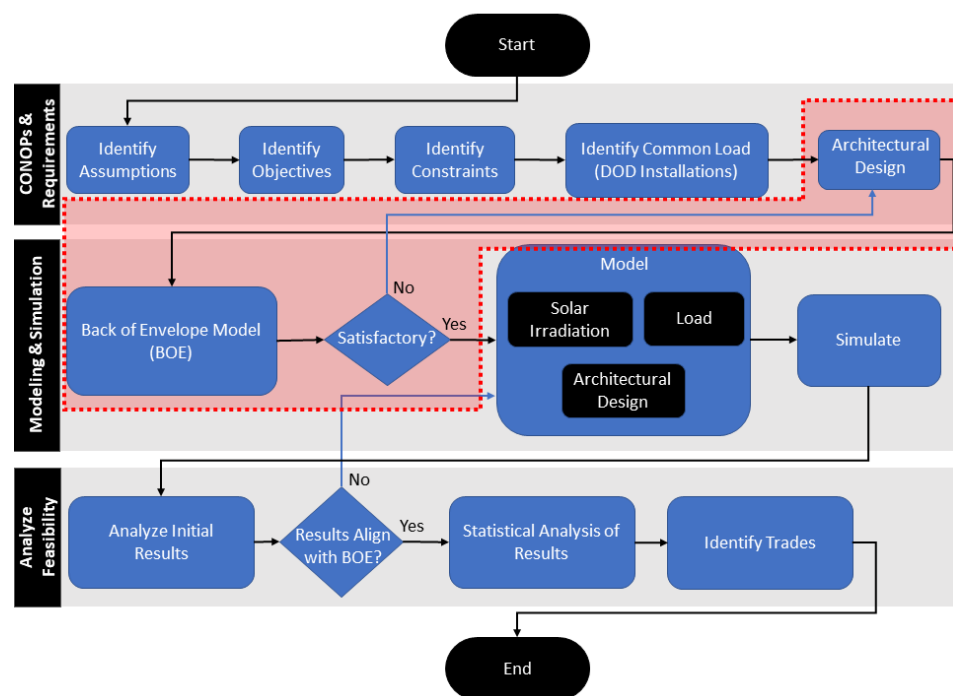 Start
CONOPs &
Requirements
Identify
Assumptions
Identify
Objectives
Identify
Constraints
Identify Common Load
(DOD Installations)
Architectural
Design
Modeling & Simulation
Back of Envelope Model
(BOE)
No
Satisfactory?
Yes
Model
Solar
Irradiation
Load
Architectural
Design
Simulate
Analyze
Feasibility
Analyze Initial
Results
No
Results Align
with BOE?
Yes
Statistical Analysis of
Results
Identify Trades
End